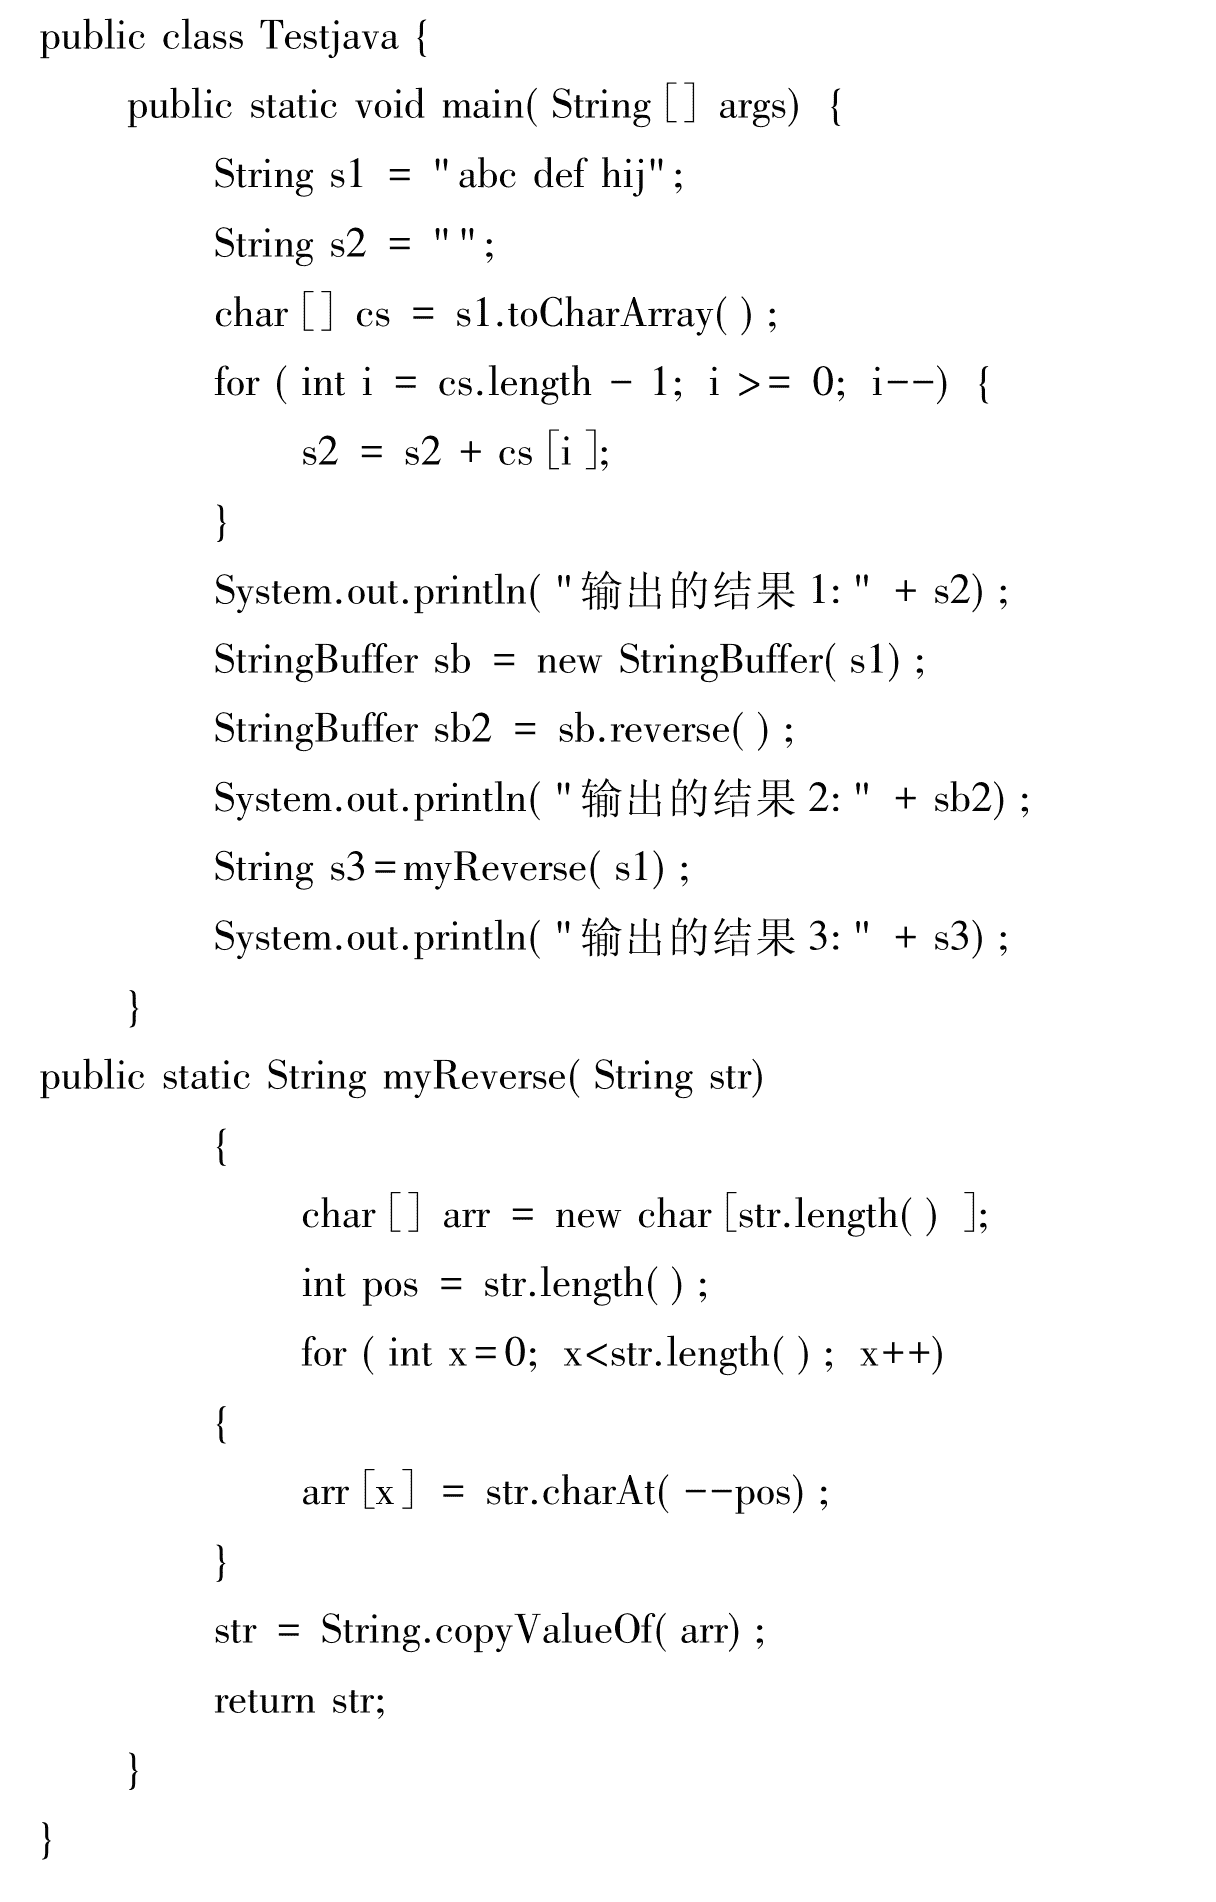 public class Testjava {
public static void main(String[] args) {
String s1 = "abc def hij";
String s2 = "";
char[] cs = s1.toCharArray();
for (int i = cs.length - 1; i >= 0; i--) {
s2 = s2 + cs[i];
}
System.out.println("输出的结果 1:" + s2);
StringBuffer sb = new StringBuffer(s1);
StringBuffer sb2 = sb.reverse();
System.out.println("输出的结果 2:" + sb2);
String s3=myReverse(s1);
System.out.println("输出的结果 3:" + s3);
}
public static String myReverse(String str)
{
char[] arr = new char[str.length() ];
int pos = str.length();
for (int x=0; x<str.length(); x++)
{
arr[x] = str.charAt(--pos);
}
str = String.copyValueOf(arr);
return str;
}
}